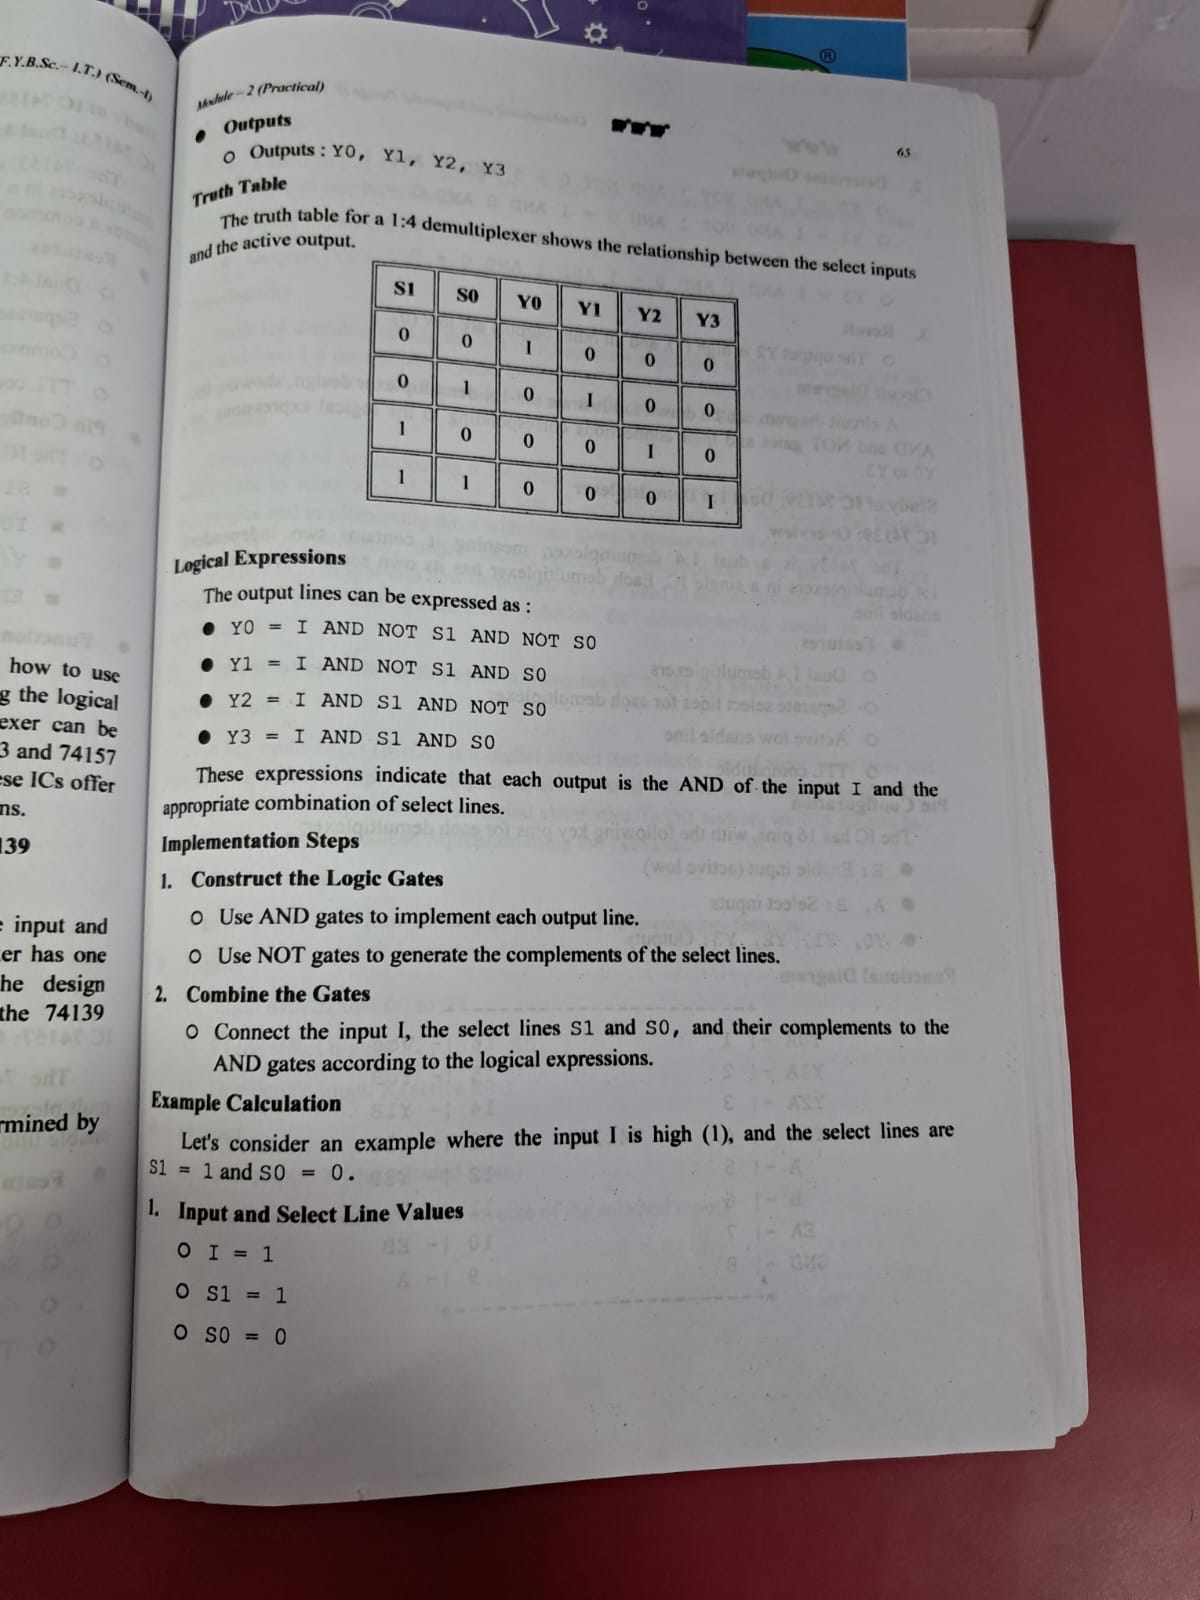 F.Y.B.Sc.– I.T.) (Sem.-I)
how to use
g the logical
exer can be
3 and 74157
ese ICs offer
ns.
139
input and
er has one
he design
the 74139
rmined by
®
Module – 2 (Practical)
65
● Outputs
○ Outputs : Y0, Y1, Y2, Y3
Truth Table
The truth table for a 1:4 demultiplexer shows the relationship between the select inputs
and the active output.
S1 S0 Y0 Y1 Y2 Y3
0 0 I 0 0 0
0 1 0 I 0 0
1 0 0 0 I 0
1 1 0 0 0 I
Logical Expressions
The output lines can be expressed as :
● Y0 = I AND NOT S1 AND NOT S0
● Y1 = I AND NOT S1 AND S0
● Y2 = I AND S1 AND NOT S0
● Y3 = I AND S1 AND S0
These expressions indicate that each output is the AND of the input I and the
appropriate combination of select lines.
Implementation Steps
1. Construct the Logic Gates
○ Use AND gates to implement each output line.
○ Use NOT gates to generate the complements of the select lines.
2. Combine the Gates
○ Connect the input I, the select lines S1 and S0, and their complements to the
AND gates according to the logical expressions.
Example Calculation
Let's consider an example where the input I is high (1), and the select lines are
S1 = 1 and S0 = 0.
1. Input and Select Line Values
○ I = 1
○ S1 = 1
○ S0 = 0